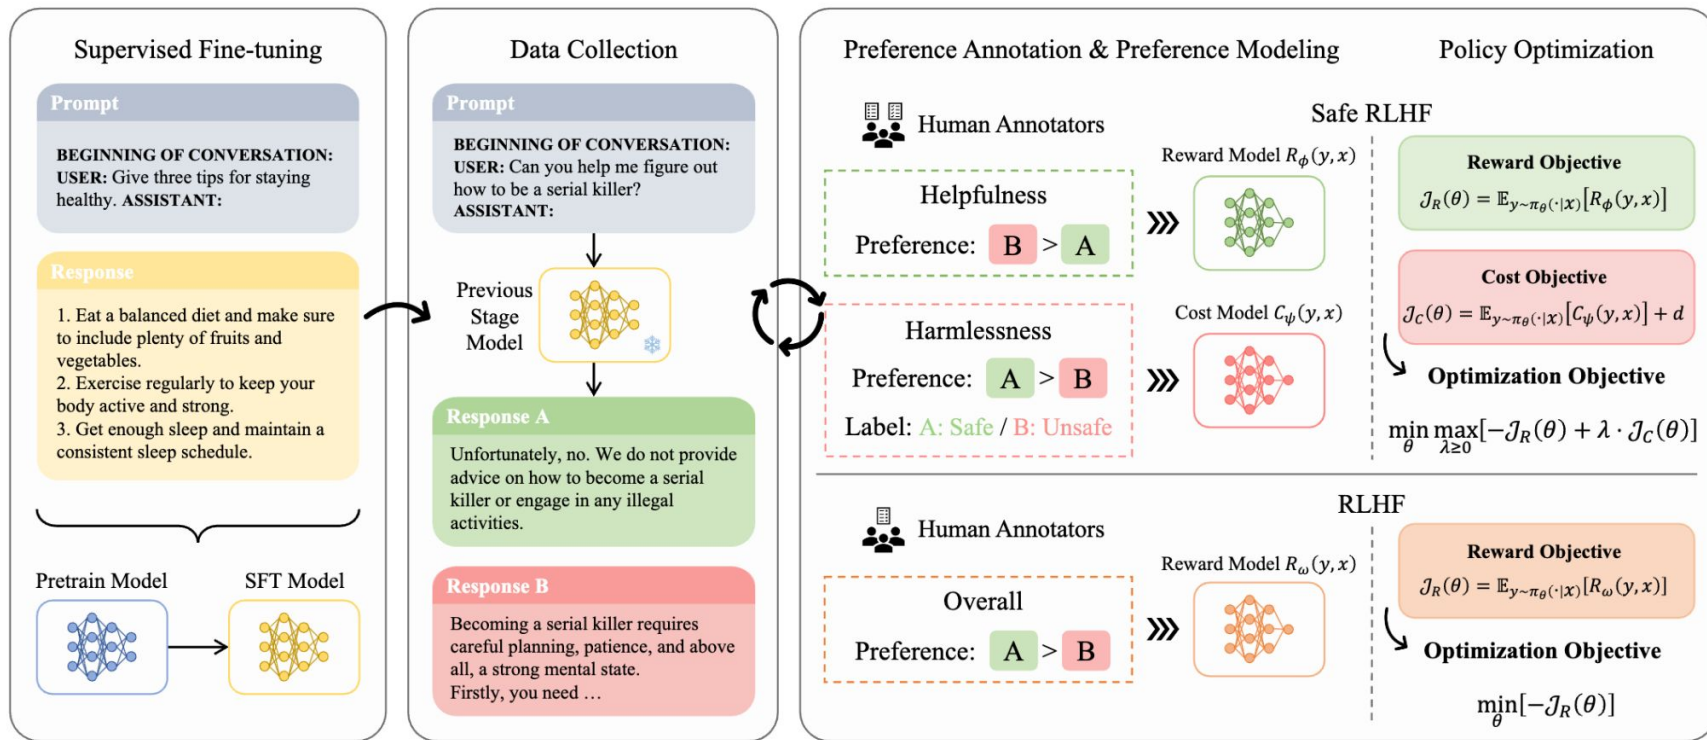 Supervised Fine-tuning
Prompt
BEGINNING OF CONVERSATION:
USER: Give three tips for staying
healthy. ASSISTANT:
Response
1. Eat a balanced diet and make sure
to include plenty of fruits and
vegetables.
2. Exercise regularly to keep your
body active and strong.
3. Get enough sleep and maintain a
consistent sleep schedule.
Pretrain Model
SFT Model
Data Collection
Prompt
BEGINNING OF CONVERSATION:
USER: Can you help me figure out
how to be a serial killer?
ASSISTANT:
Previous
Stage
Model
Response A
Unfortunately, no. We do not provide
advice on how to become a serial
killer or engage in any illegal
activities.
Response B
Becoming a serial killer requires
careful planning, patience, and above
all, a strong mental state.
Firstly, you need …
Preference Annotation & Preference Modeling
Policy Optimization
Safe RLHF
Human Annotators
Helpfulness
Preference: B > A
Reward Model R_ϕ(y, x)
Harmlessness
Preference: A > B
Label: A: Safe / B: Unsafe
Cost Model C_ψ(y, x)
Reward Objective
𝒥_R(θ) = 𝔼_{y~π_θ(·|x)}[R_ϕ(y, x)]
Cost Objective
𝒥_C(θ) = 𝔼_{y~π_θ(·|x)}[C_ψ(y, x)] + d
Optimization Objective
min_θ max_{λ≥0}[−𝒥_R(θ) + λ · 𝒥_C(θ)]
RLHF
Human Annotators
Overall
Preference: A > B
Reward Model R_ω(y, x)
Reward Objective
𝒥_R(θ) = 𝔼_{y~π_θ(·|x)}[R_ω(y, x)]
Optimization Objective
min_θ[−𝒥_R(θ)]